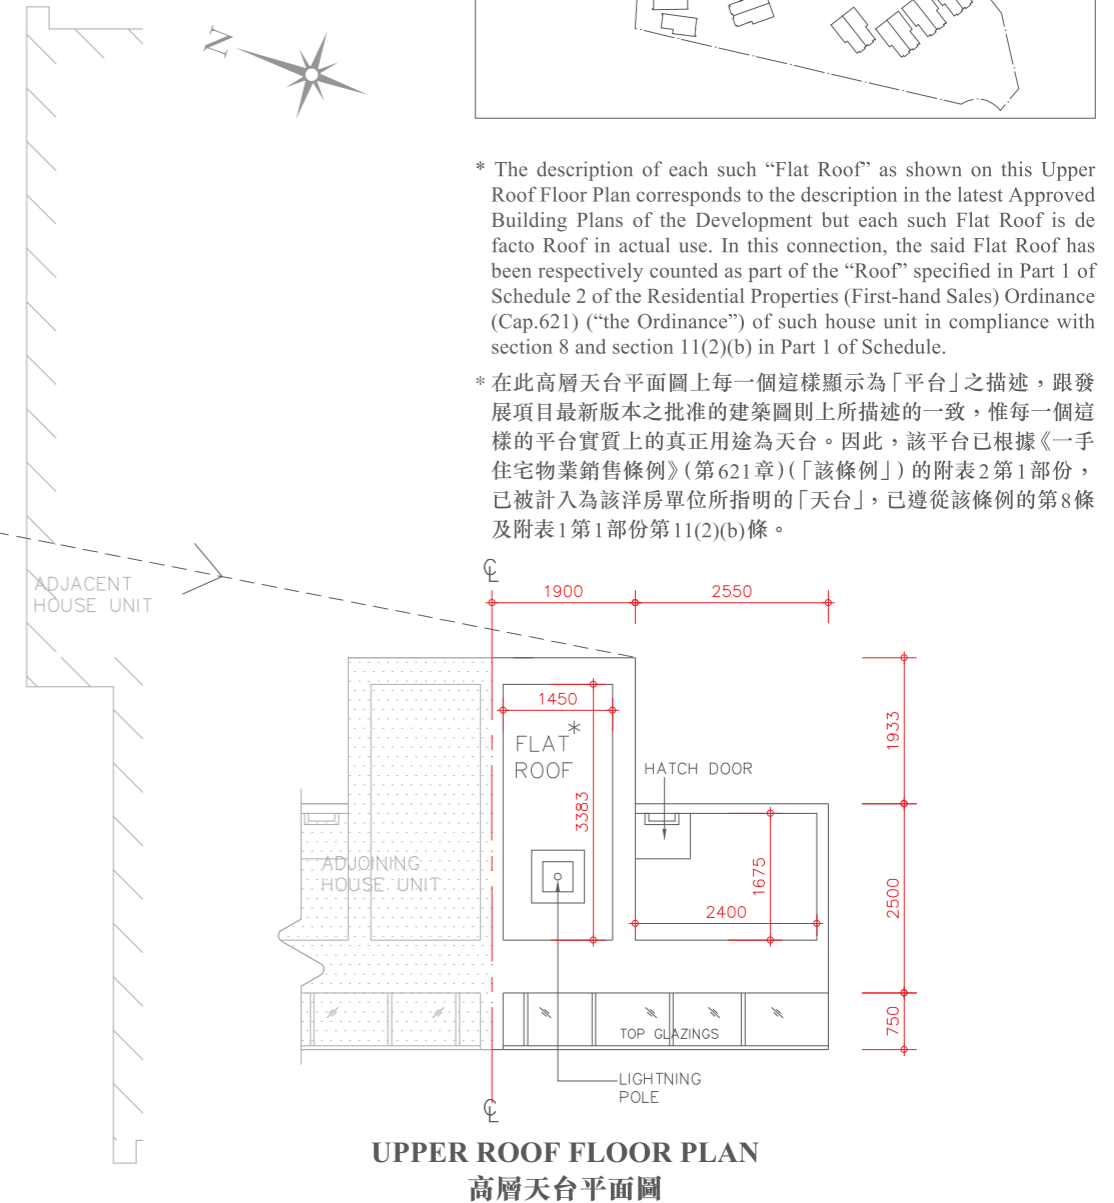 N
* The description of each such “Flat Roof” as shown on this Upper
Roof Floor Plan corresponds to the description in the latest Approved
Building Plans of the Development but each such Flat Roof is de
facto Roof in actual use. In this connection, the said Flat Roof has
been respectively counted as part of the “Roof” specified in Part 1 of
Schedule 2 of the Residential Properties (First-hand Sales) Ordinance
(Cap.621) (“the Ordinance”) of such house unit in compliance with
section 8 and section 11(2)(b) in Part 1 of Schedule.
* 在此高層天台平面圖上每一個這樣顯示為「平台」之描述，跟發
展項目最新版本之批准的建築圖則上所描述的一致，惟每一個這
樣的平台實質上的真正用途為天台。因此，該平台已根據《一手
住宅物業銷售條例》(第621章)(「該條例」) 的附表2第1部份，
已被計入為該洋房單位所指明的「天台」，已遵從該條例的第8條
及附表1第1部份第11(2)(b)條。
ADJACENT
HOUSE UNIT
℄
1900
2550
1450
FLAT*
ROOF
3383
HATCH DOOR
1933
ADJOINING
HOUSE UNIT
1675
2400
2500
TOP GLAZINGS
750
LIGHTNING
POLE
℄
UPPER ROOF FLOOR PLAN
高層天台平面圖